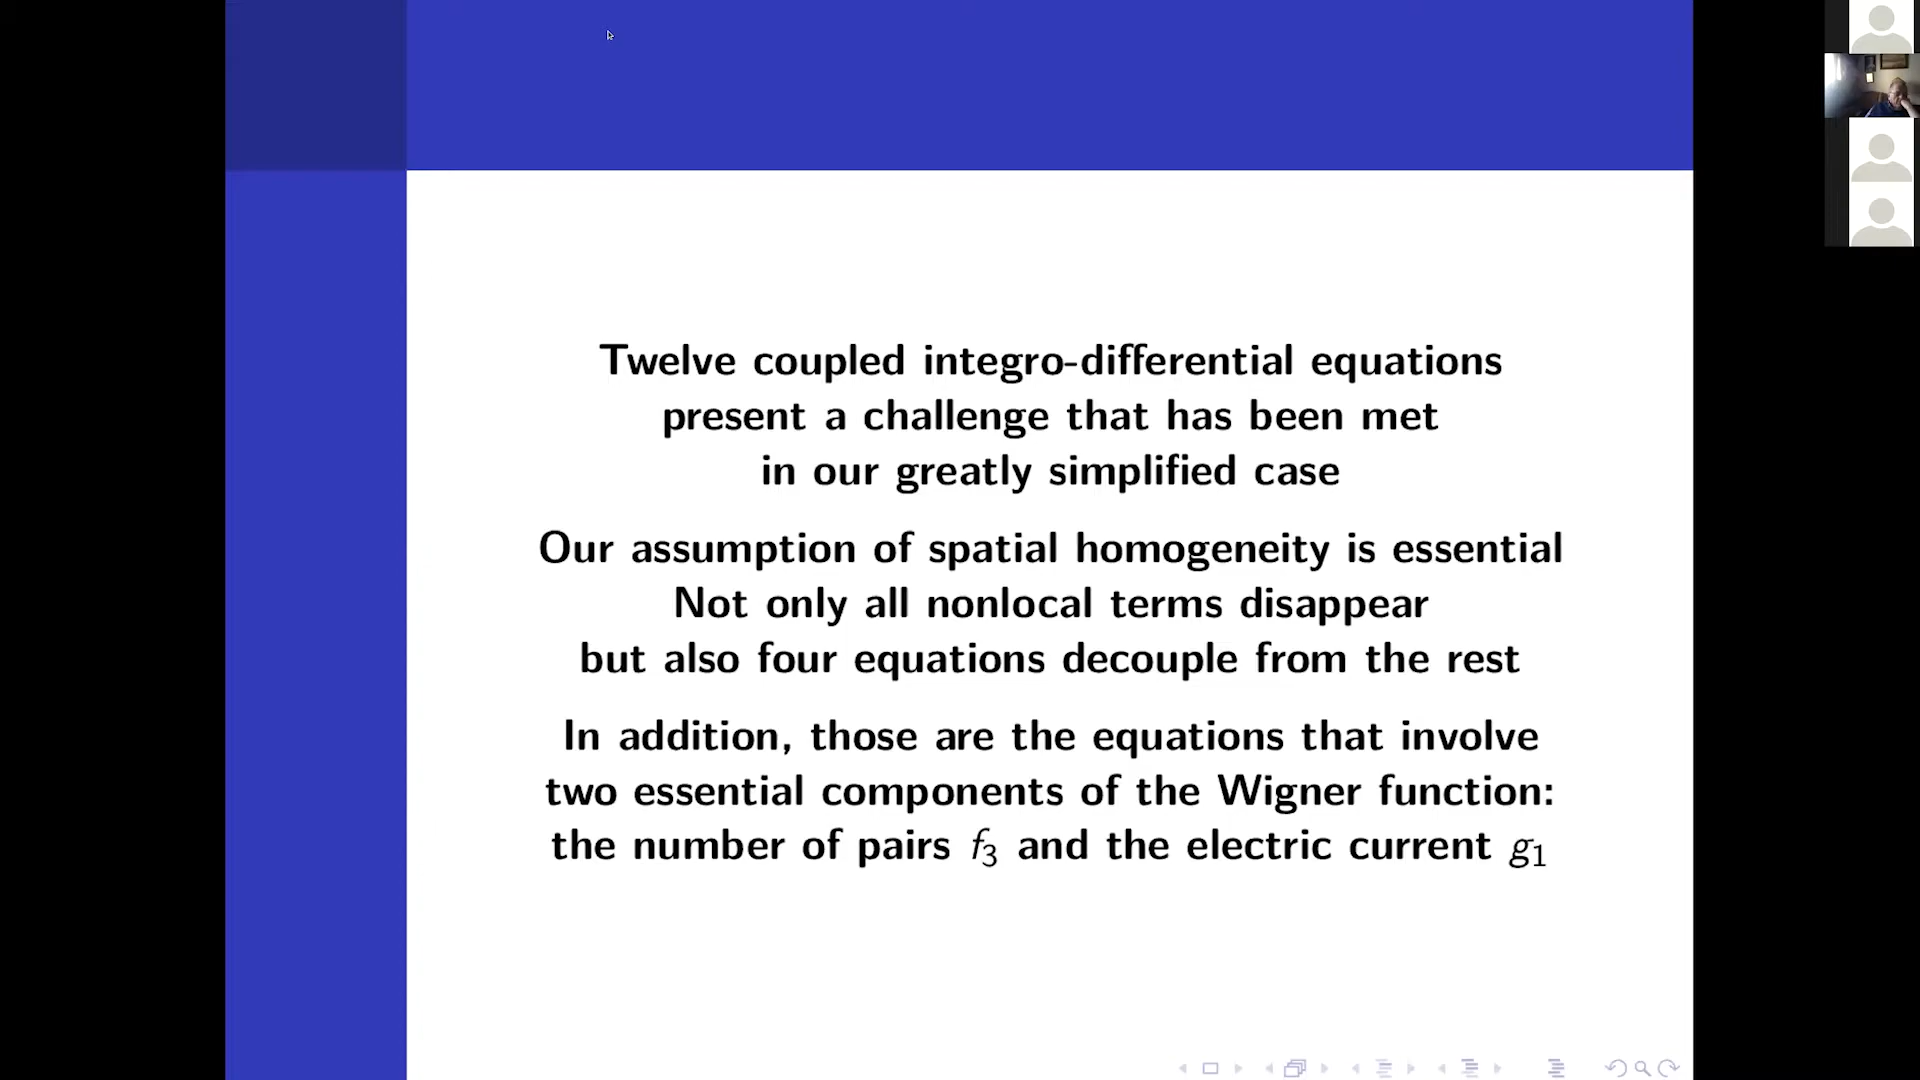 Twelve coupled integro-differential equations
present a challenge that has been met
in our greatly simplified case
Our assumption of spatial homogeneity is essential
Not only all nonlocal terms disappear
but also four equations decouple from the rest
In addition, those are the equations that involve
two essential components of the Wigner function:
the number of pairs f₃ and the electric current g₁